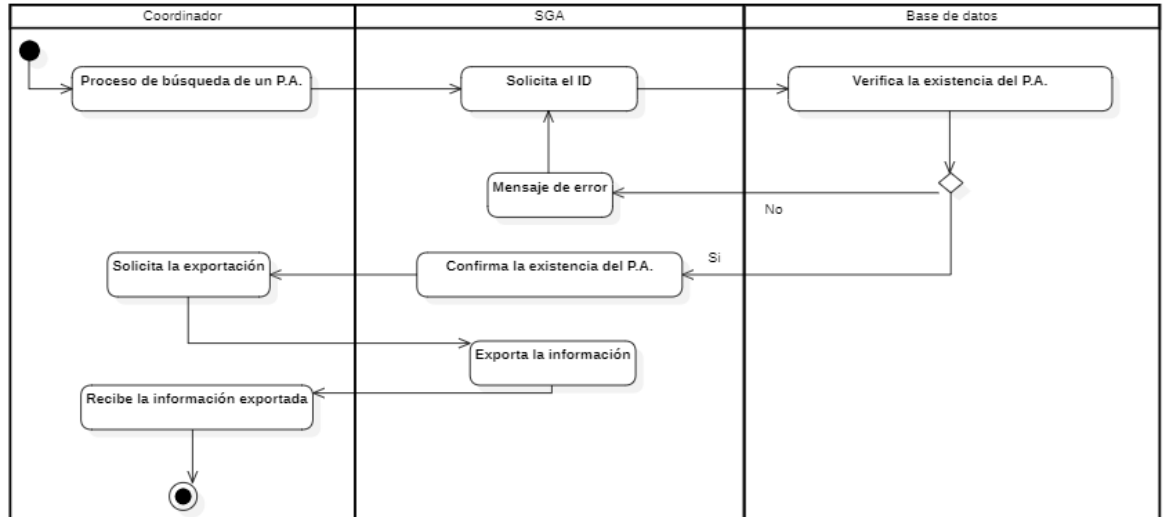 Coordinador
SGA
Base de datos
Proceso de búsqueda de un P.A.
Solicita el ID
Verifica la existencia del P.A.
Mensaje de error
No
Si
Solicita la exportación
Confirma la existencia del P.A.
Exporta la información
Recibe la información exportada